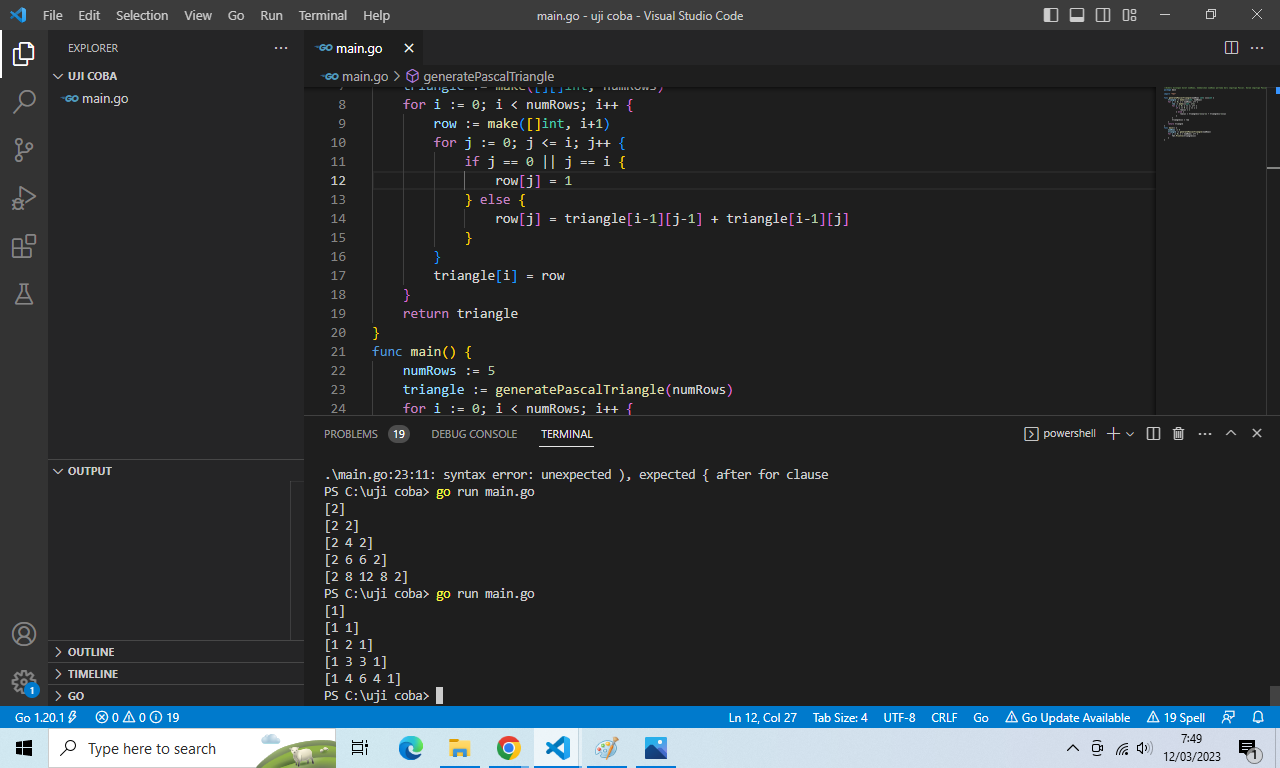 File Edit Selection View Go Run Terminal Help
main.go - uji coba - Visual Studio Code
EXPLORER
UJI COBA
main.go
OUTPUT
OUTLINE
TIMELINE
GO
1
GO main.go
GO main.go > generatePascalTriangle
7 triangle := make([][]int, numRows)
8 for i := 0; i < numRows; i++ {
9 row := make([]int, i+1)
10 for j := 0; j <= i; j++ {
11 if j == 0 || j == i {
12 row[j] = 1
13 } else {
14 row[j] = triangle[i-1][j-1] + triangle[i-1][j]
15 }
16 }
17 triangle[i] = row
18 }
19 return triangle
20 }
21 func main() {
22 numRows := 5
23 triangle := generatePascalTriangle(numRows)
24 for i := 0; i < numRows; i++ {
PROBLEMS 19 DEBUG CONSOLE TERMINAL
powershell
.\main.go:23:11: syntax error: unexpected ), expected { after for clause
PS C:\uji coba> go run main.go
[2]
[2 2]
[2 4 2]
[2 6 6 2]
[2 8 12 8 2]
PS C:\uji coba> go run main.go
[1]
[1 1]
[1 2 1]
[1 3 3 1]
[1 4 6 4 1]
PS C:\uji coba>
Go 1.20.1 0 0 19 Ln 12, Col 27 Tab Size: 4 UTF-8 CRLF Go Go Update Available 19 Spell
Type here to search
7:49
12/03/2023
1